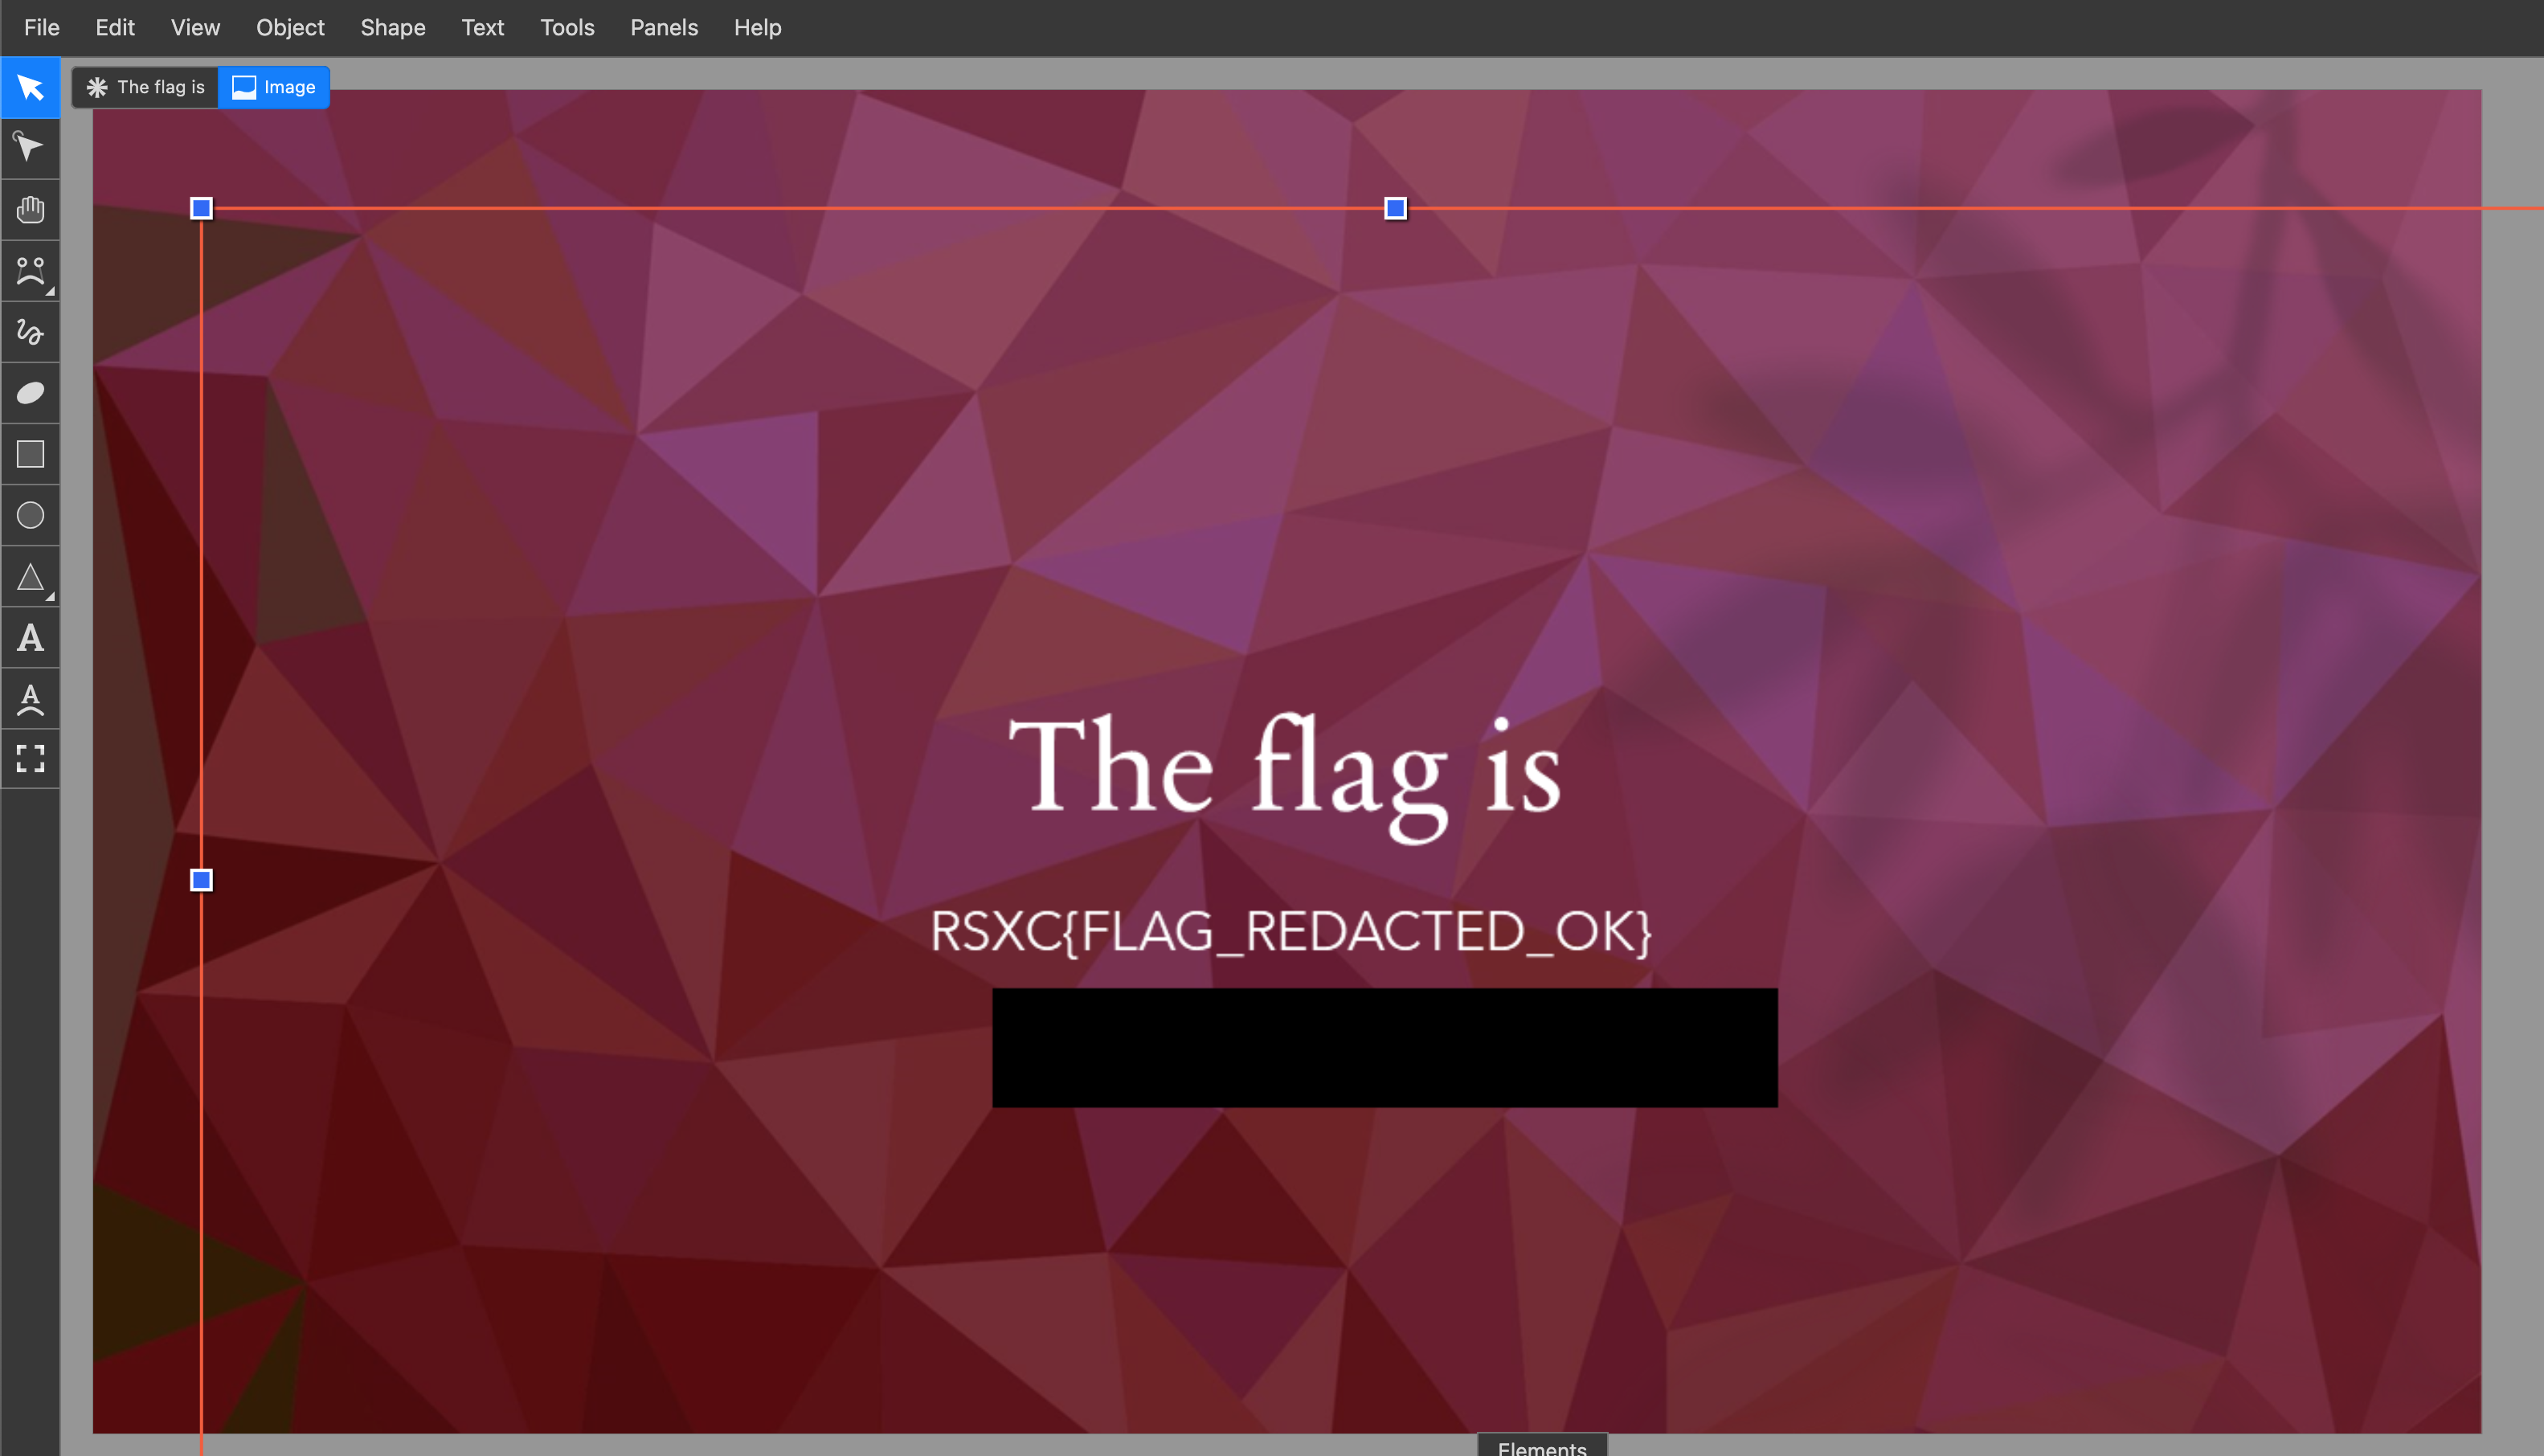 File Edit View Object Shape Text Tools Panels Help
The flag is Image
A
A
The flag is
RSXC{FLAG_REDACTED_OK}
Elements